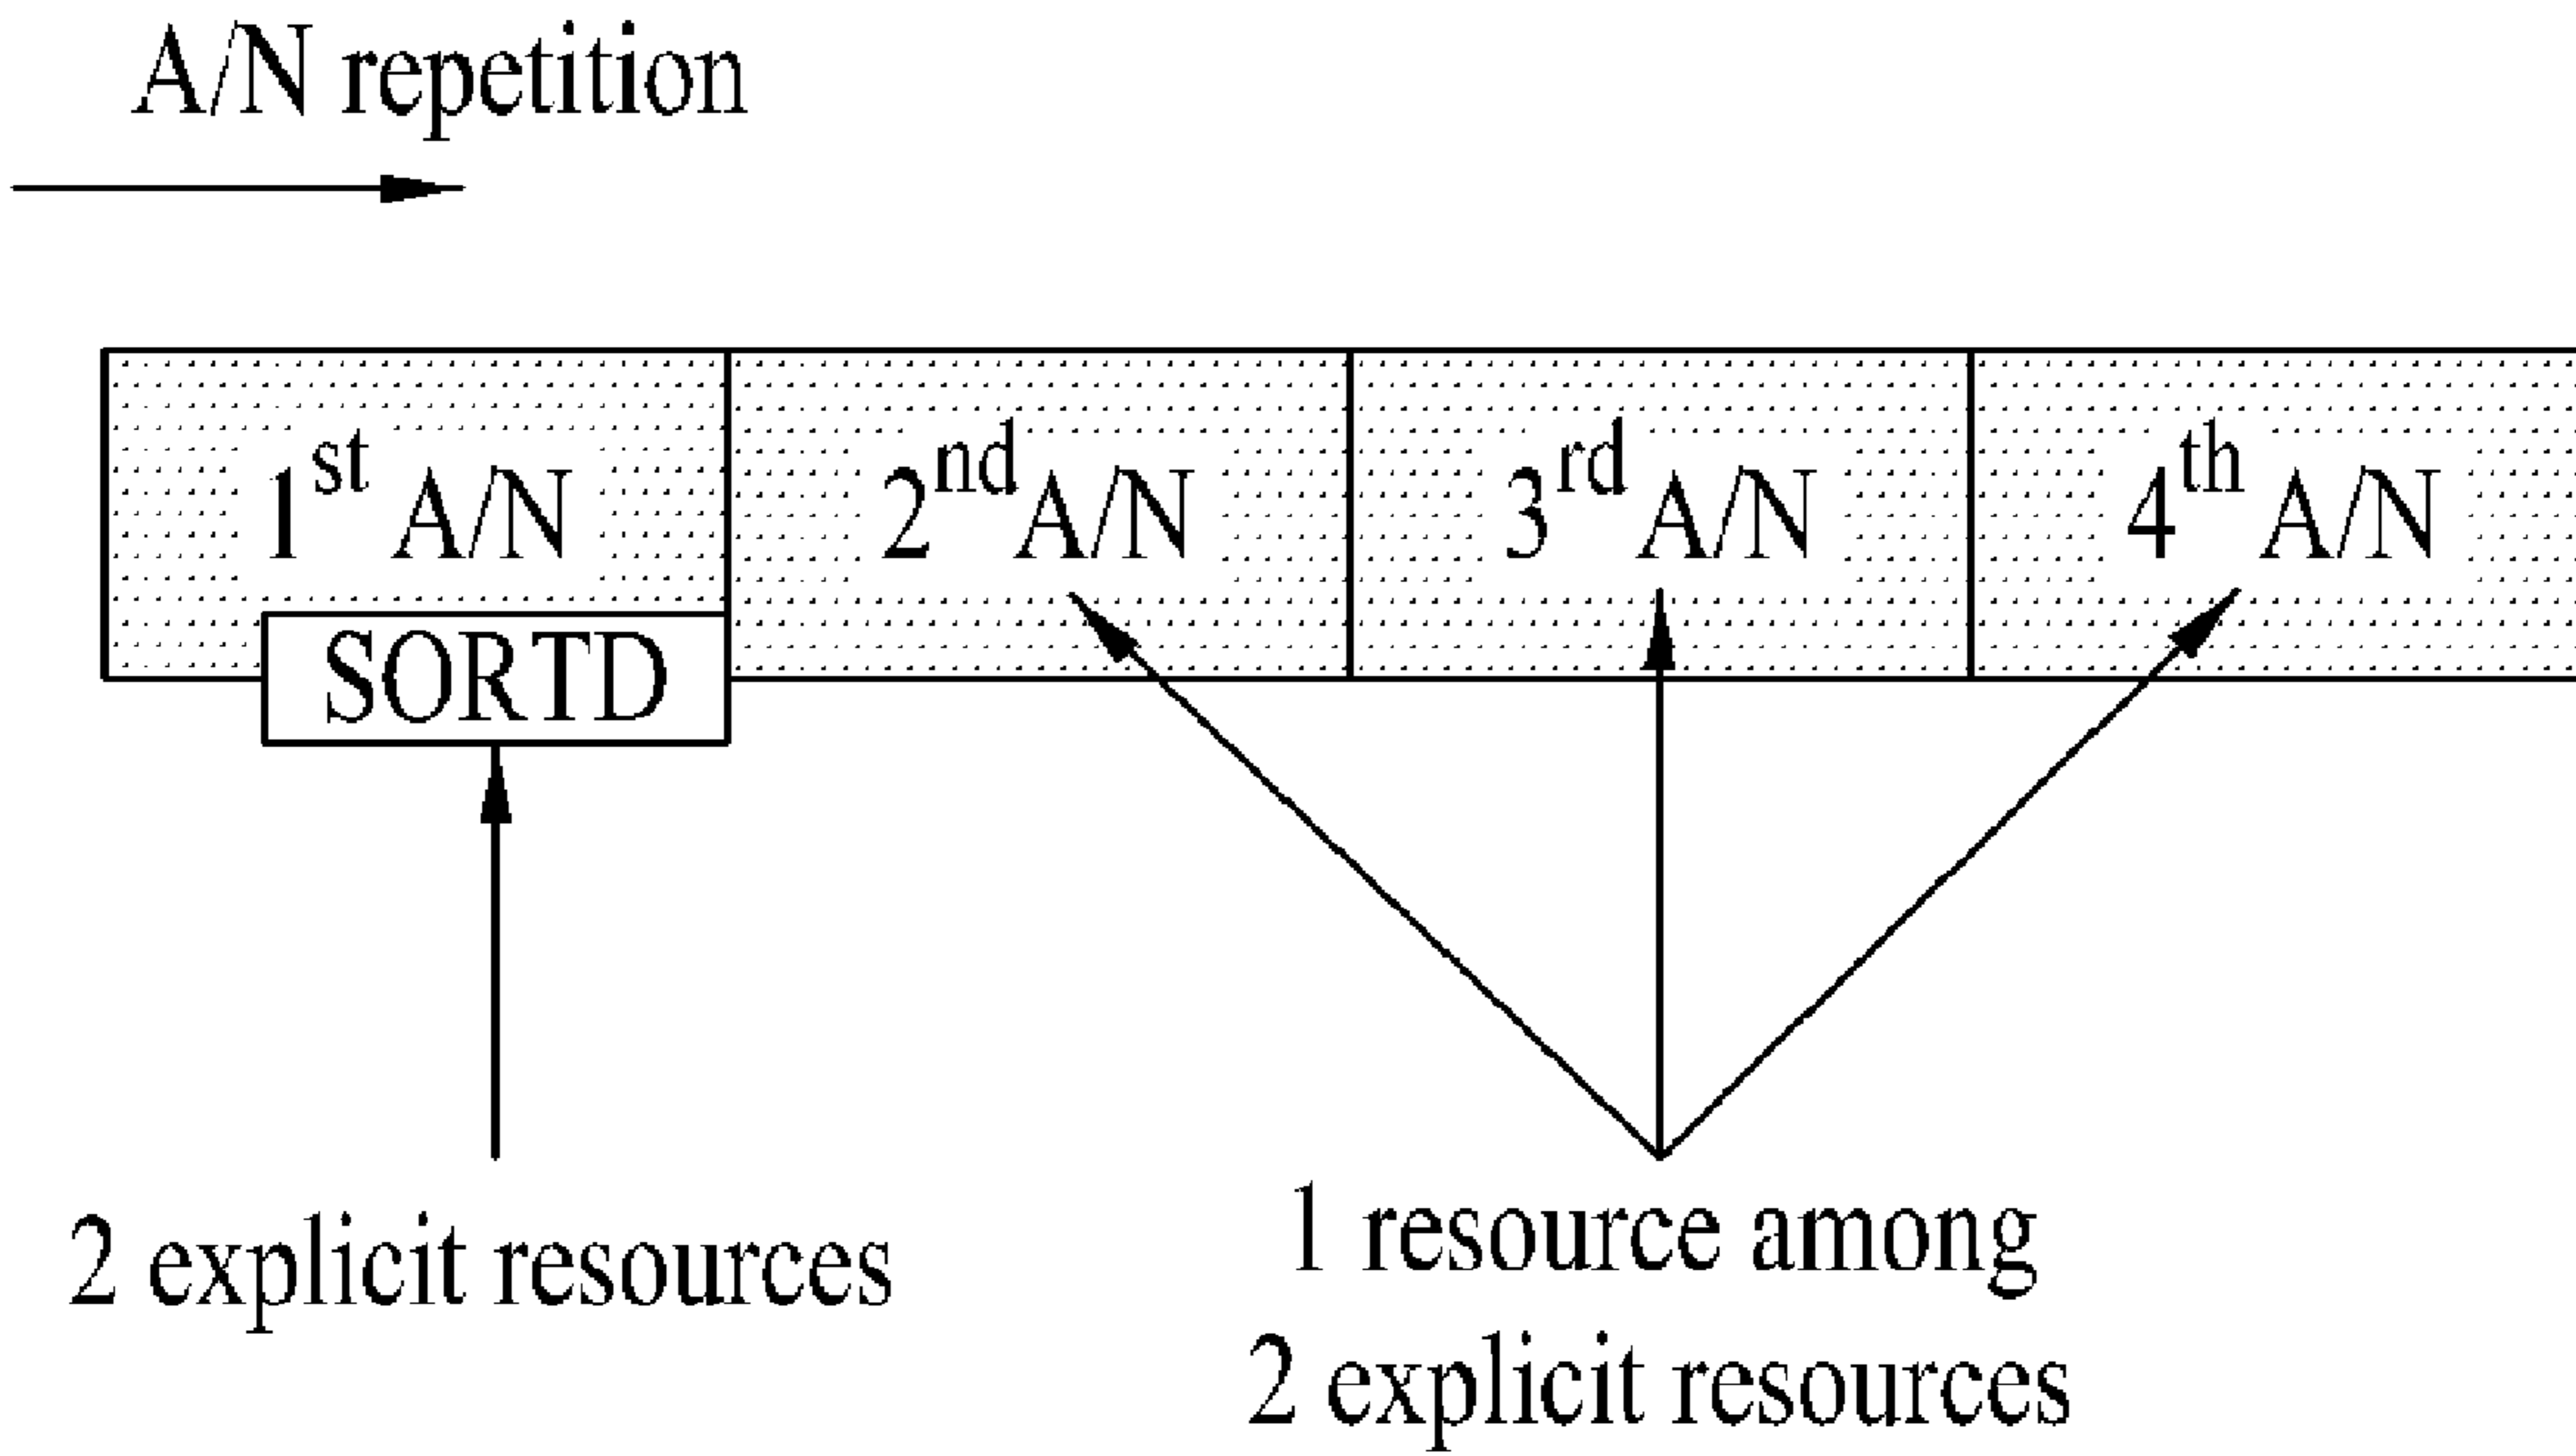 A/N repetition
1st A/N
2nd A/N
3rd A/N
4th A/N
SORTD
2 explicit resources
1 resource among
2 explicit resources